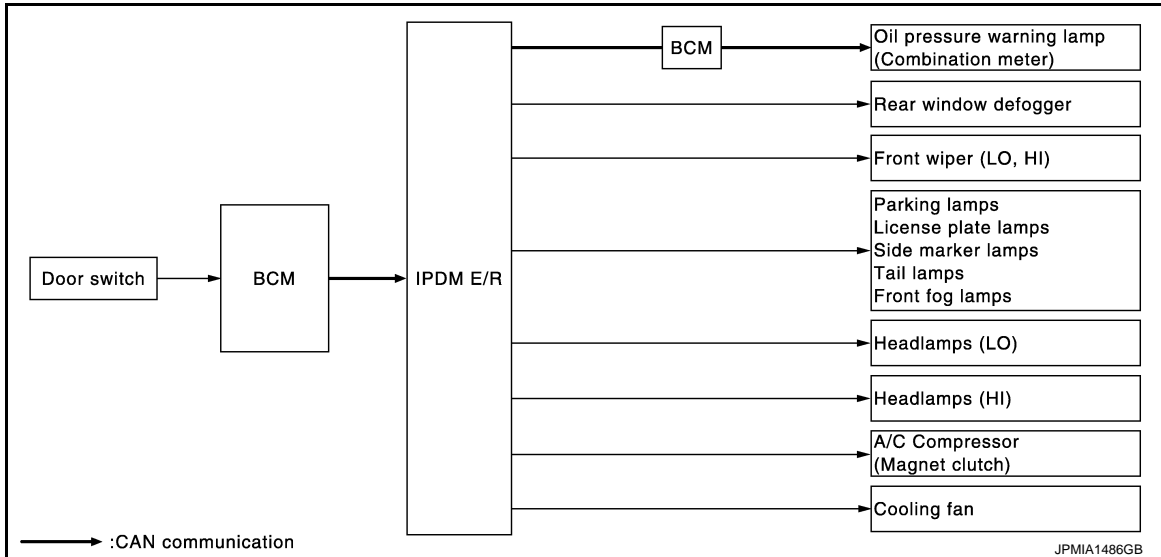 BCM
Oil pressure warning lamp
(Combination meter)
Rear window defogger
Front wiper (LO, HI)
Parking lamps
License plate lamps
Side marker lamps
Tail lamps
Front fog lamps
Door switch
BCM
IPDM E/R
Headlamps (LO)
Headlamps (HI)
A/C Compressor
(Magnet clutch)
Cooling fan
:CAN communication
JPMIA1486GB